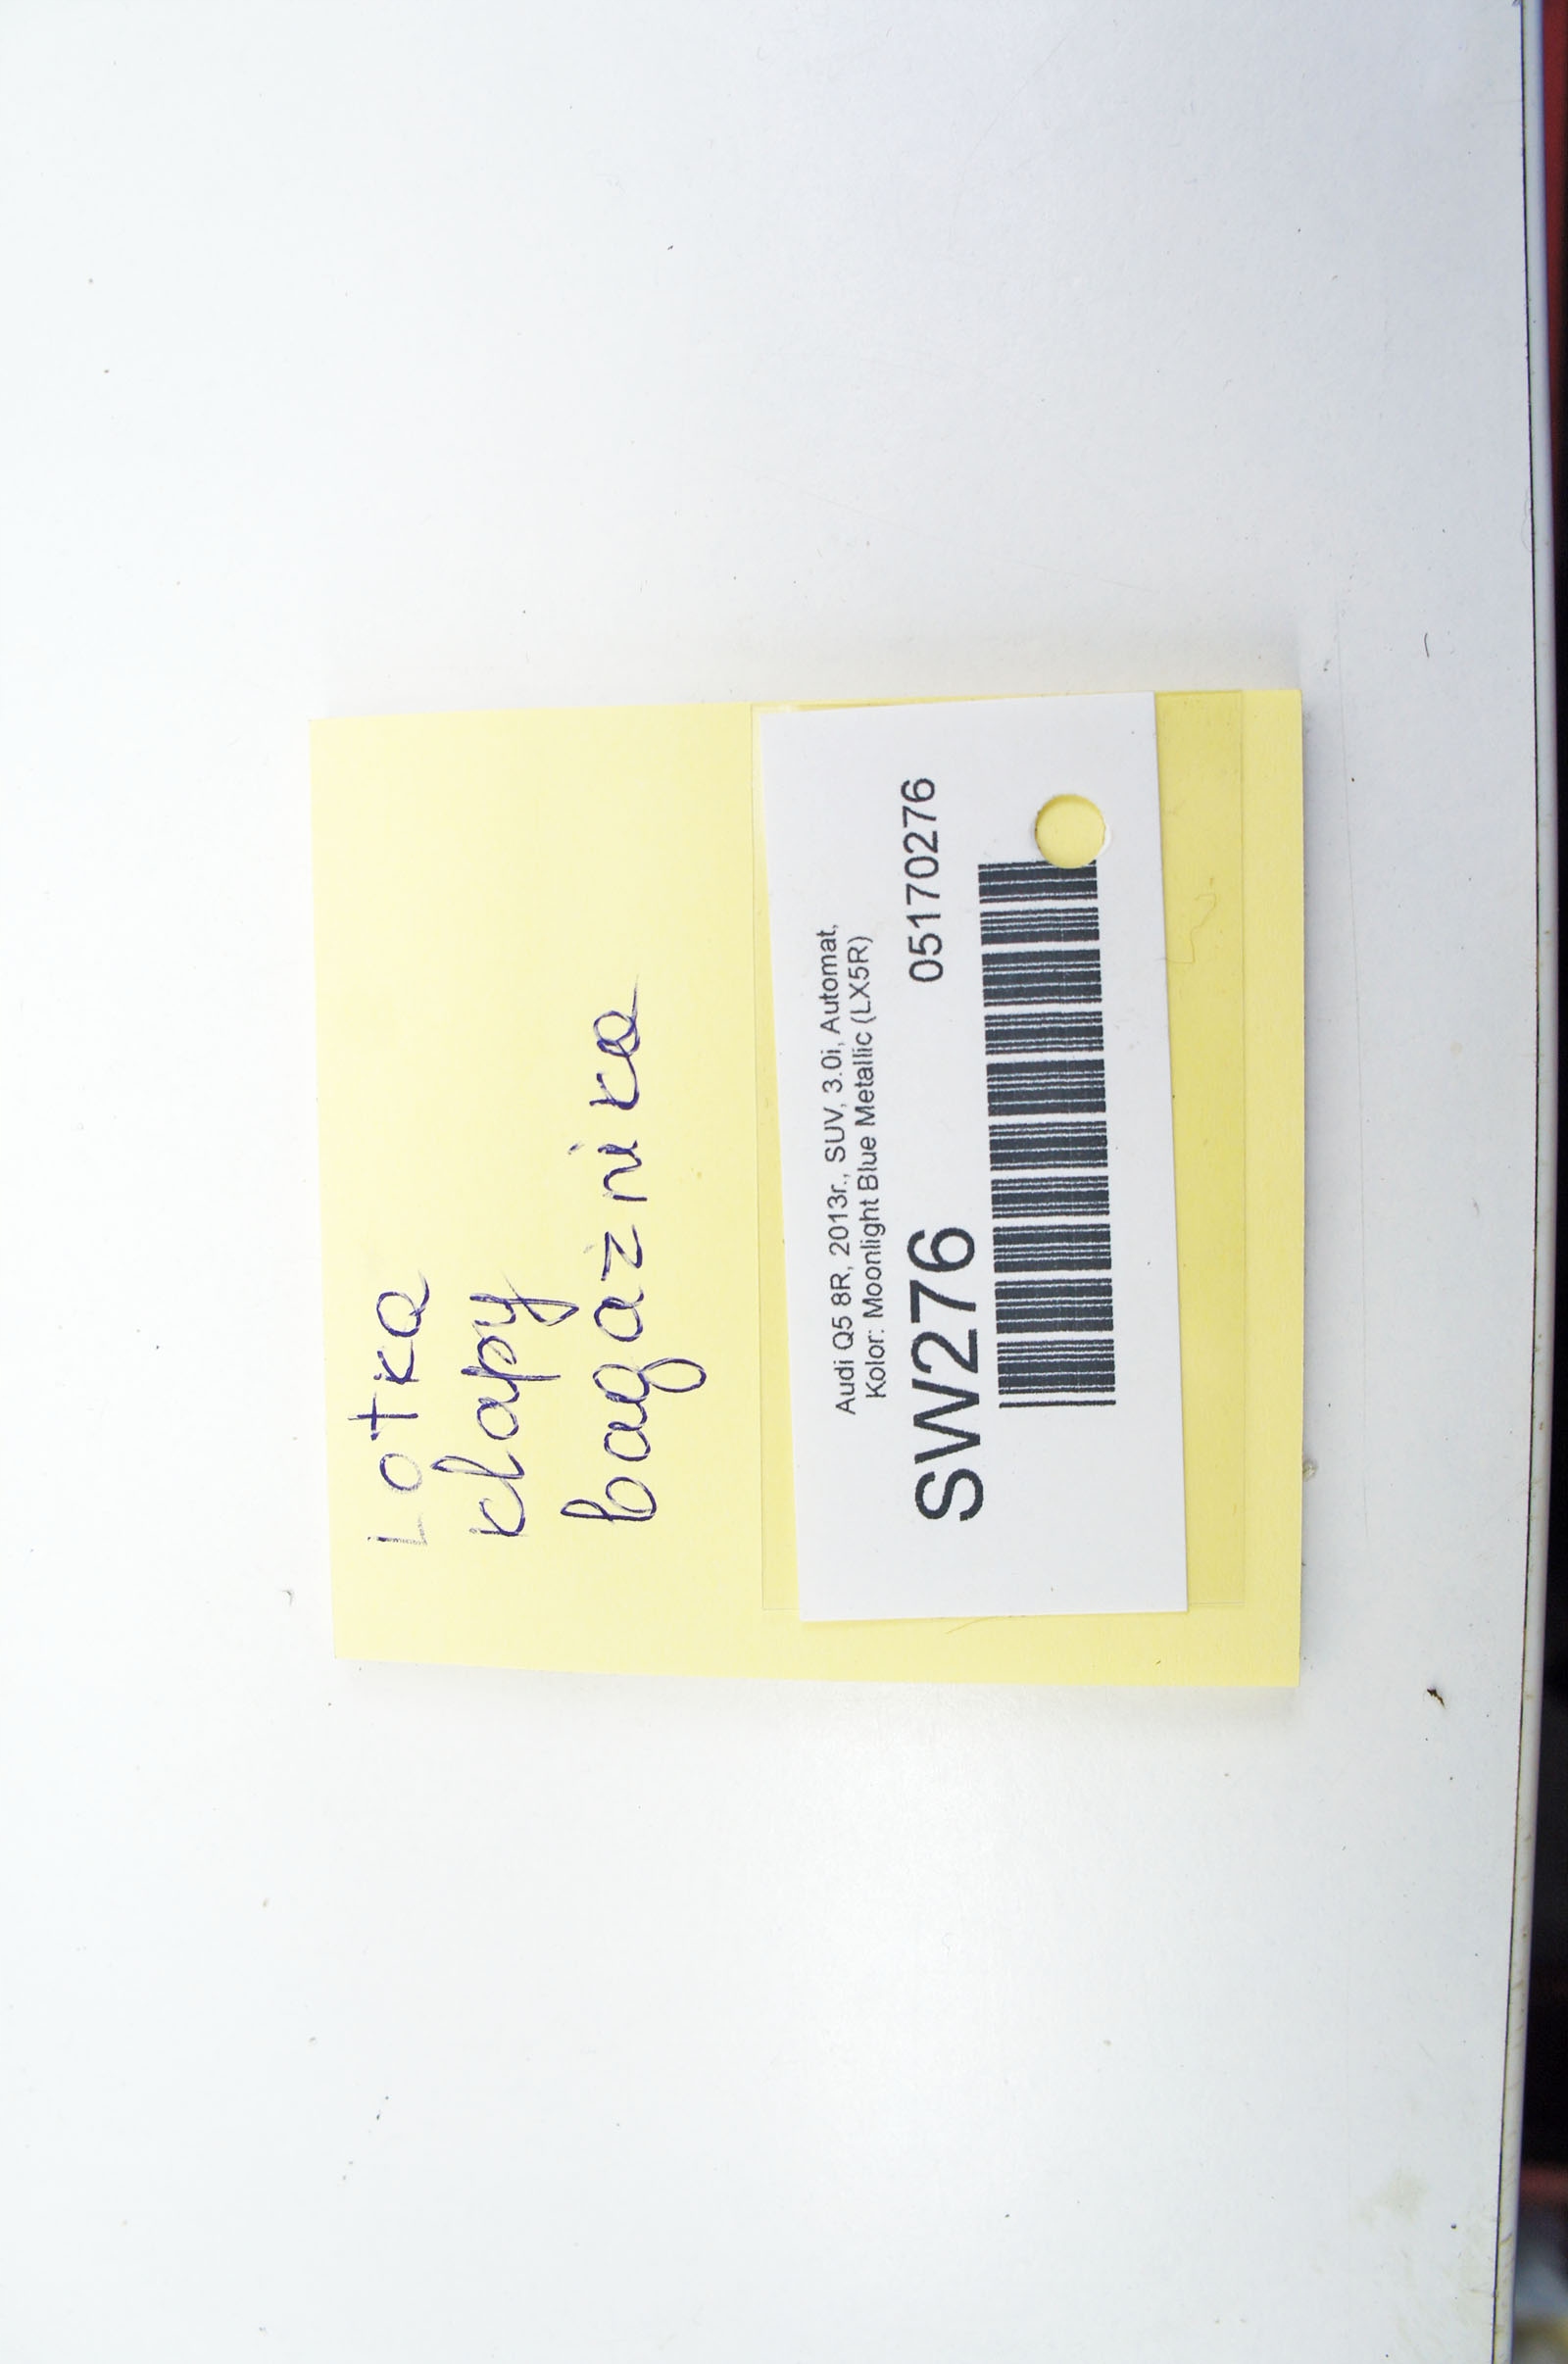 Lotka
klapy
bagażnika
Audi Q5 8R, 2013r., SUV, 3.0i, Automat,
Kolor: Moonlight Blue Metallic (LX5R)
SW276 05170276